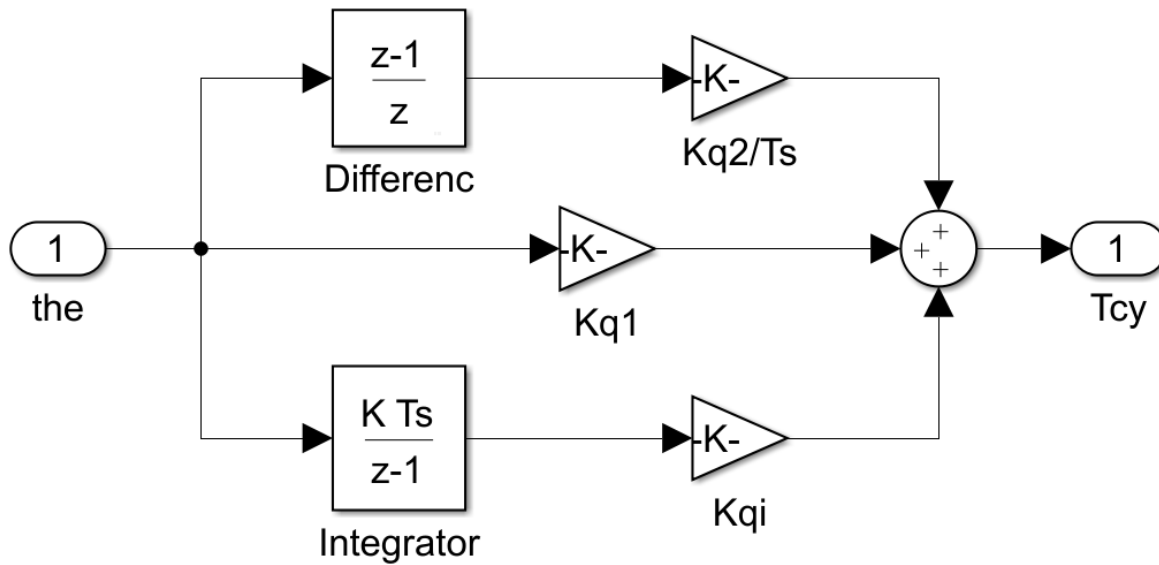 z-1
z
Differenc
-K-
Kq2/Ts
1
the
-K-
Kq1
+
+
+
1
Tcy
K Ts
z-1
Integrator
-K-
Kqi